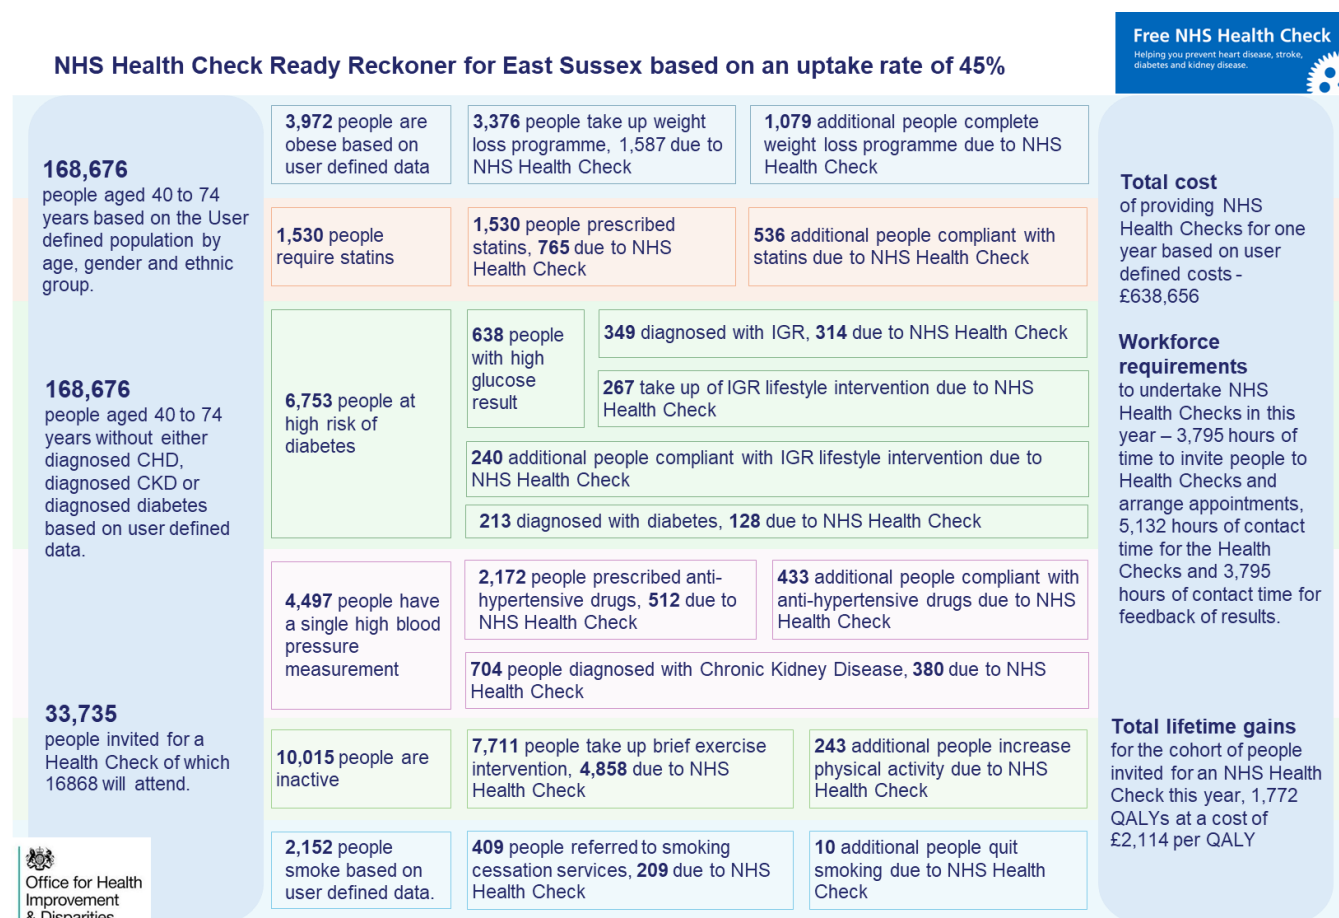 Free NHS Health Check
Helping you prevent heart disease, stroke,
diabetes and kidney disease.
NHS Health Check Ready Reckoner for East Sussex based on an uptake rate of 45%
168,676
people aged 40 to 74
years based on the User
defined population by
age, gender and ethnic
group.
168,676
people aged 40 to 74
years without either
diagnosed CHD,
diagnosed CKD or
diagnosed diabetes
based on user defined
data.
33,735
people invited for a
Health Check of which
16868 will attend.
Office for Health
Improvement
& Disparities
3,972 people are
obese based on
user defined data
3,376 people take up weight
loss programme, 1,587 due to
NHS Health Check
1,079 additional people complete
weight loss programme due to NHS
Health Check
1,530 people
require statins
1,530 people prescribed
statins, 765 due to NHS
Health Check
536 additional people compliant with
statins due to NHS Health Check
6,753 people at
high risk of
diabetes
638 people
with high
glucose
result
349 diagnosed with IGR, 314 due to NHS Health Check
267 take up of IGR lifestyle intervention due to NHS
Health Check
240 additional people compliant with IGR lifestyle intervention due to
NHS Health Check
213 diagnosed with diabetes, 128 due to NHS Health Check
4,497 people have
a single high blood
pressure
measurement
2,172 people prescribed anti-
hypertensive drugs, 512 due to
NHS Health Check
433 additional people compliant with
anti-hypertensive drugs due to NHS
Health Check
704 people diagnosed with Chronic Kidney Disease, 380 due to NHS
Health Check
10,015 people are
inactive
7,711 people take up brief exercise
intervention, 4,858 due to NHS
Health Check
243 additional people increase
physical activity due to NHS
Health Check
2,152 people
smoke based on
user defined data.
409 people referred to smoking
cessation services, 209 due to NHS
Health Check
10 additional people quit
smoking due to NHS Health
Check
Total cost
of providing NHS
Health Checks for one
year based on user
defined costs -
£638,656
Workforce
requirements
to undertake NHS
Health Checks in this
year – 3,795 hours of
time to invite people to
Health Checks and
arrange appointments,
5,132 hours of contact
time for the Health
Checks and 3,795
hours of contact time for
feedback of results.
Total lifetime gains
for the cohort of people
invited for an NHS Health
Check this year, 1,772
QALYs at a cost of
£2,114 per QALY